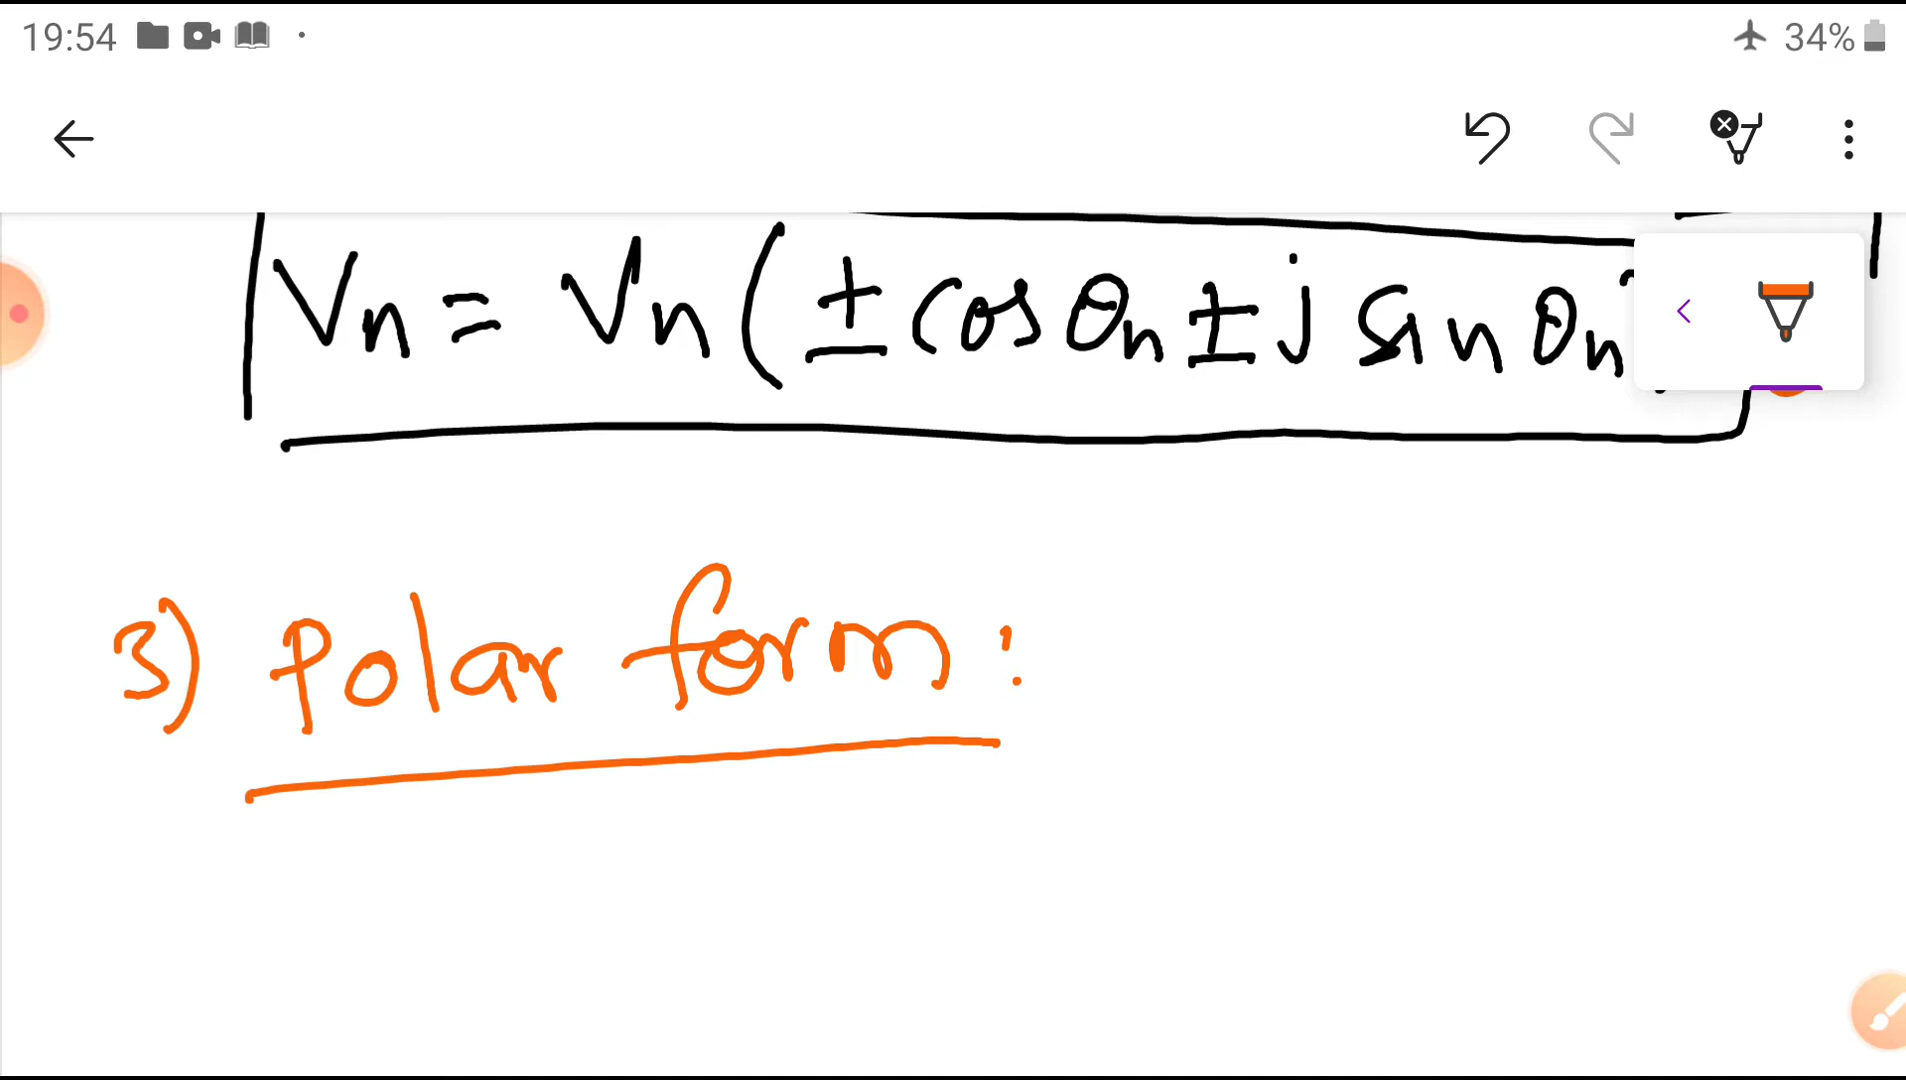 19:54 34%
Vn = Vn ( ± cos θn ± j sin θn
3) Polar form :